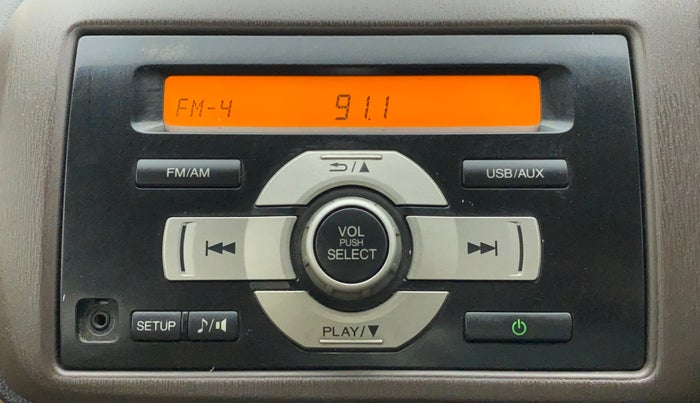 FM-4 91.1
FM/AM
USB/AUX
VOL
PUSH
SELECT
SETUP
PLAY/▼